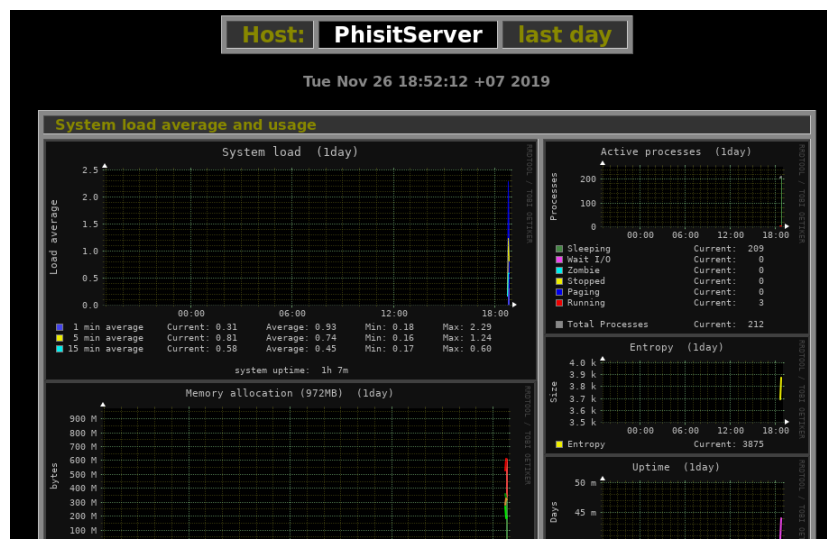 Host: PhisitServer last day
Tue Nov 26 18:52:12 +07 2019
System load average and usage
System load (1day)
RRDTOOL / TOBI OETIKER
Load average
2.5
2.0
1.5
1.0
0.5
0.0
00:00 06:00 12:00 18:00
1 min average Current: 0.31 Average: 0.93 Min: 0.18 Max: 2.29
5 min average Current: 0.81 Average: 0.74 Min: 0.16 Max: 1.24
15 min average Current: 0.58 Average: 0.45 Min: 0.17 Max: 0.60
system uptime: 1h 7m
Memory allocation (972MB) (1day)
RRDTOOL / TOBI OETIKER
bytes
900 M
800 M
700 M
600 M
500 M
400 M
300 M
200 M
100 M
Active processes (1day)
RRDTOOL / TOBI OETIKER
Processes
200
100
0
00:00 06:00 12:00 18:00
Sleeping Current: 209
Wait I/O Current: 0
Zombie Current: 0
Stopped Current: 0
Paging Current: 0
Running Current: 3
Total Processes Current: 212
Entropy (1day)
RRDTOOL / TOBI OETIKER
Size
4.0 k
3.9 k
3.8 k
3.7 k
3.6 k
3.5 k
00:00 06:00 12:00 18:00
Entropy Current: 3875
Uptime (1day)
RRDTOOL / TOBI OETIKER
Days
50 m
45 m